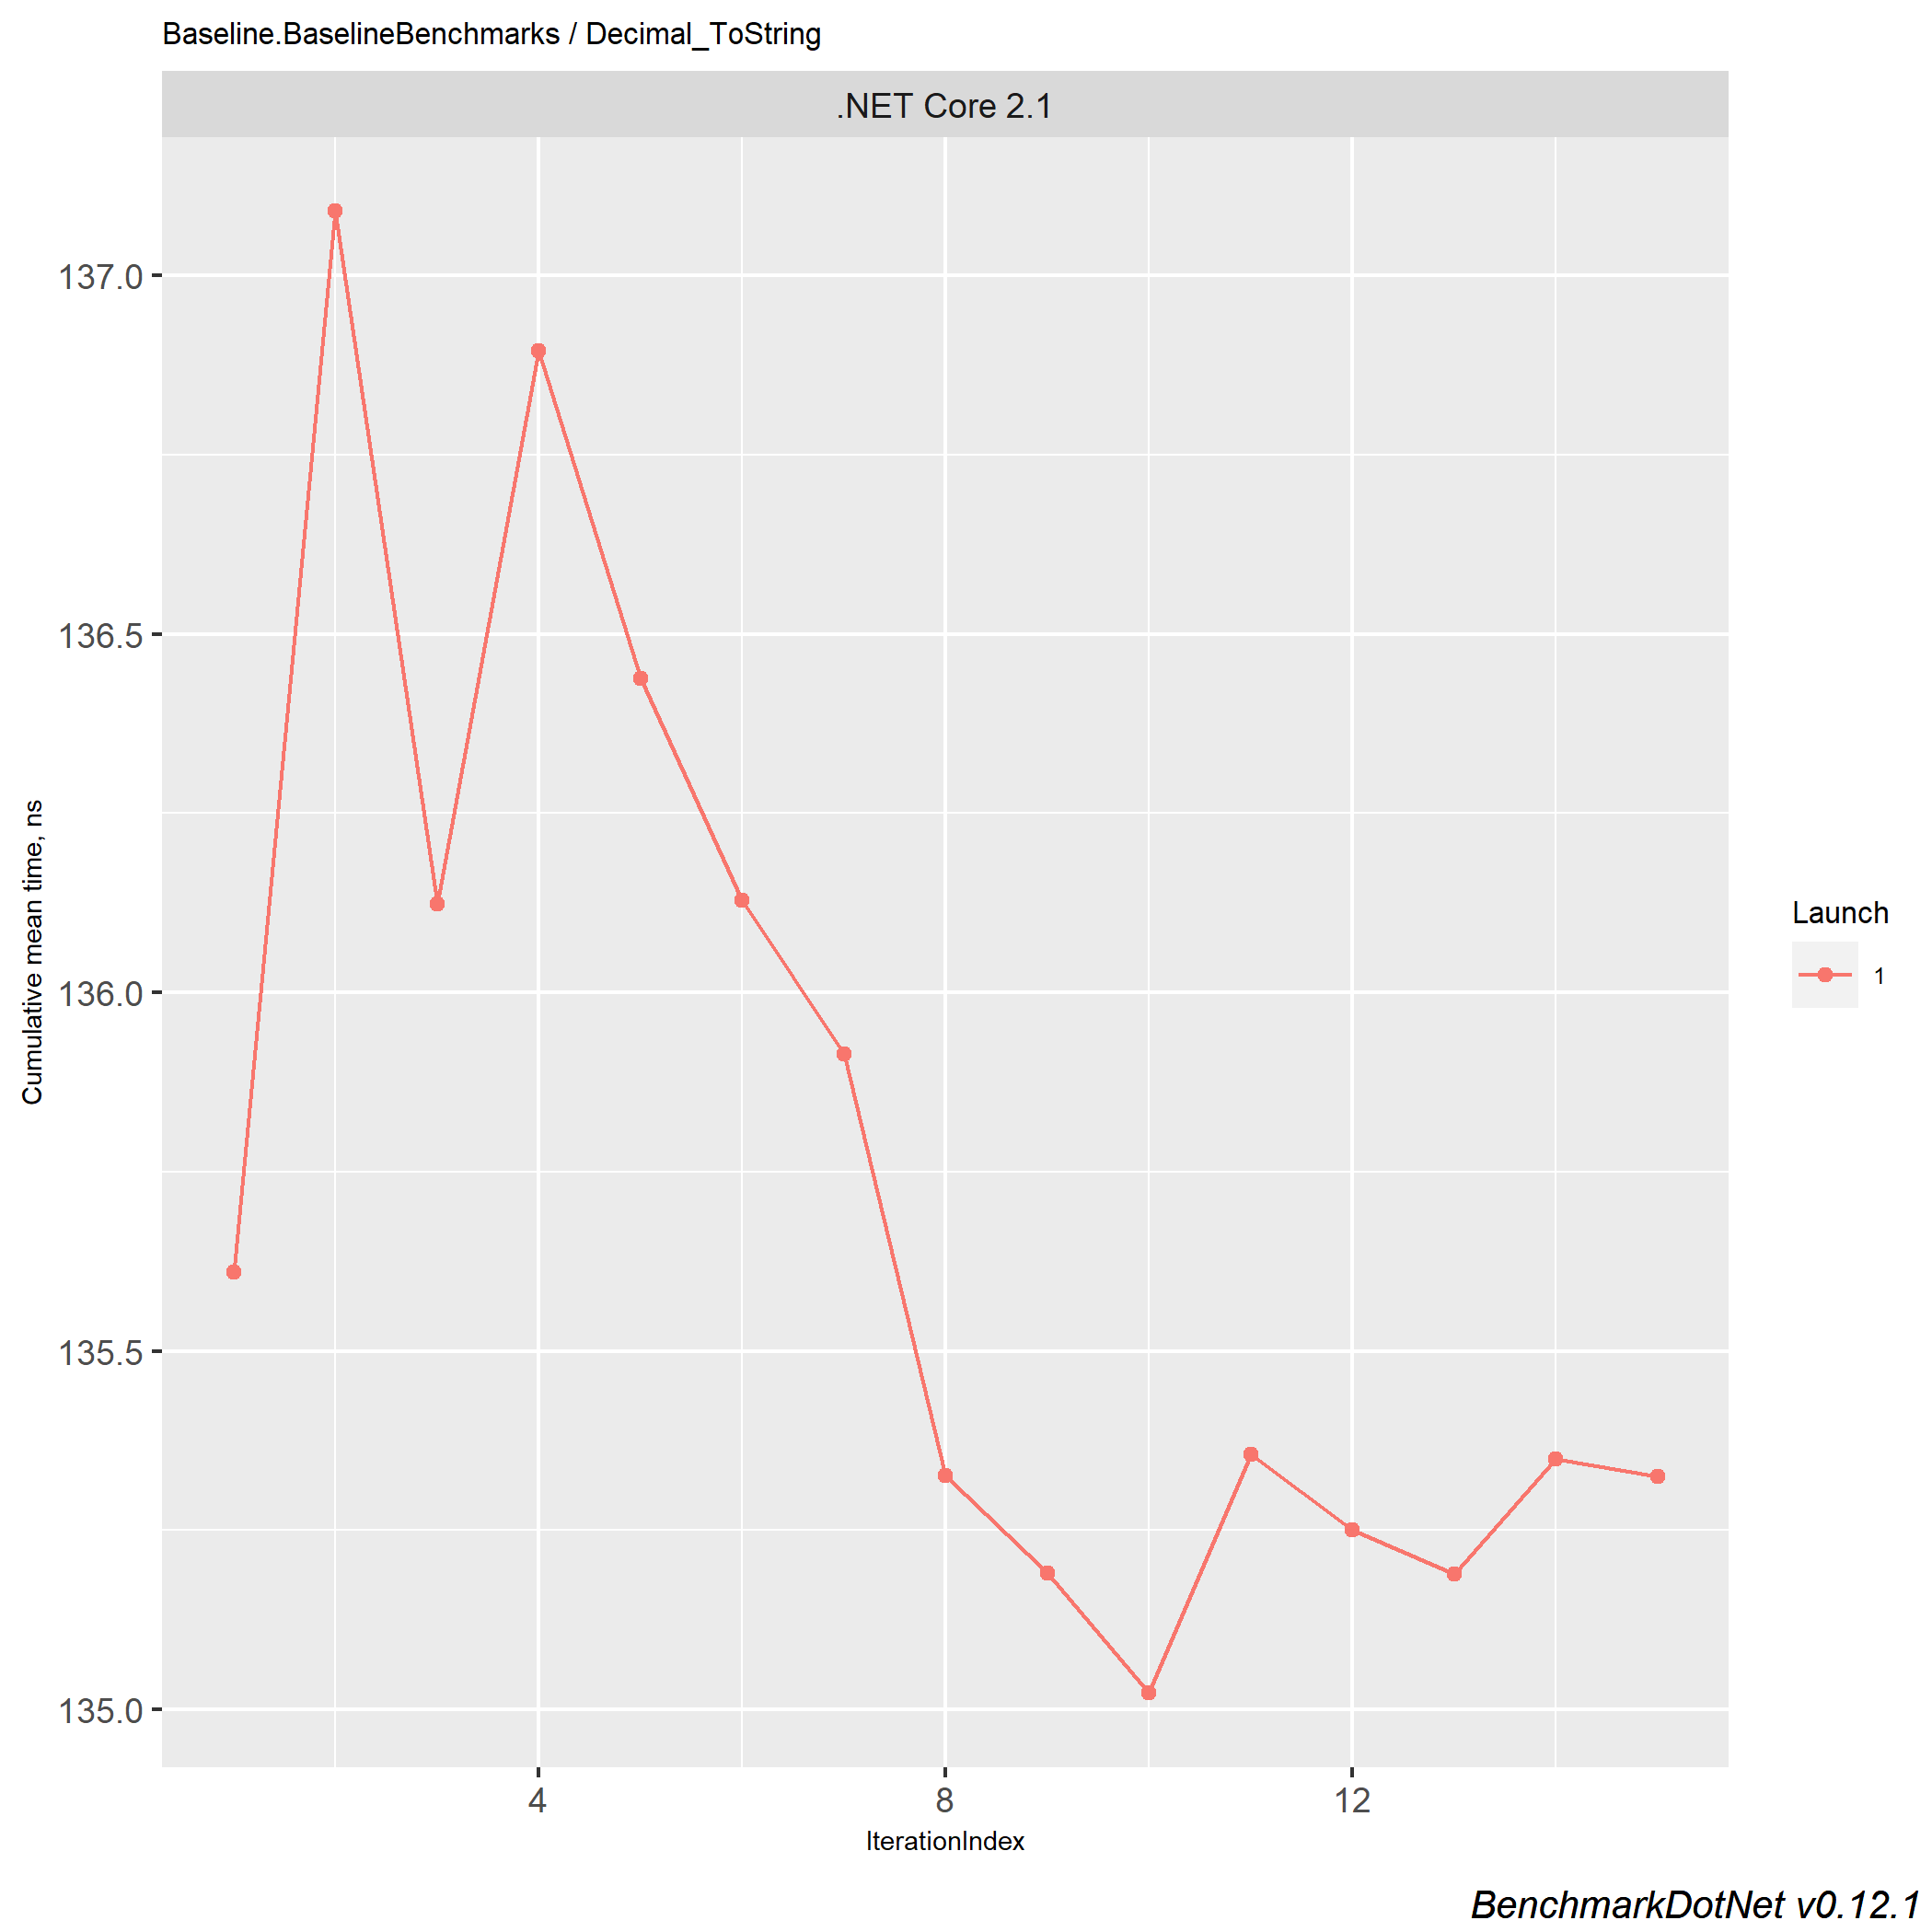 Baseline.BaselineBenchmarks / Decimal_ToString
.NET Core 2.1
137.0
136.5
136.0
135.5
135.0
Cumulative mean time, ns
4
8
12
IterationIndex
Launch
1
BenchmarkDotNet v0.12.1